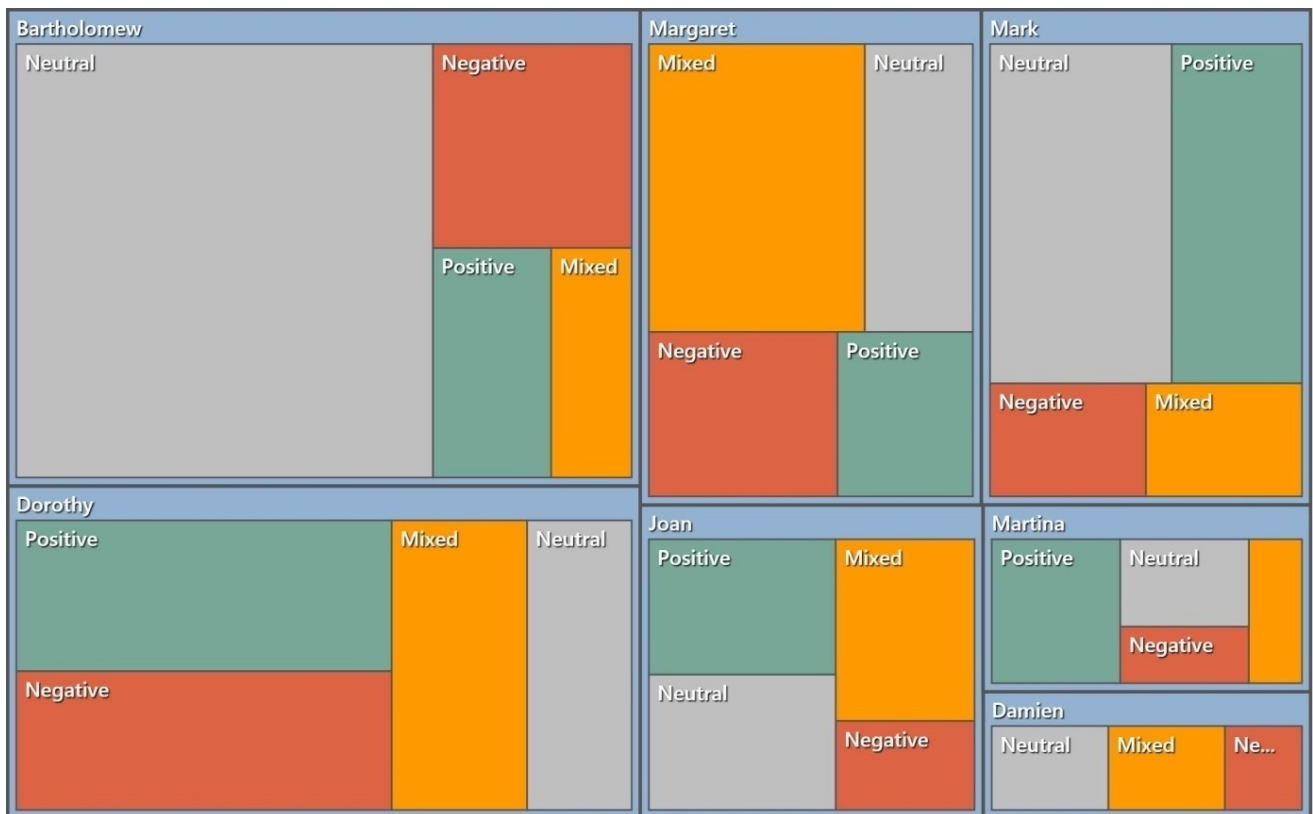 Bartholomew
Neutral
Negative
Positive
Mixed
Margaret
Mixed
Neutral
Negative
Positive
Mark
Neutral
Positive
Negative
Mixed
Dorothy
Positive
Negative
Mixed
Neutral
Joan
Positive
Mixed
Neutral
Negative
Martina
Positive
Neutral
Negative
Damien
Neutral
Mixed
Ne...